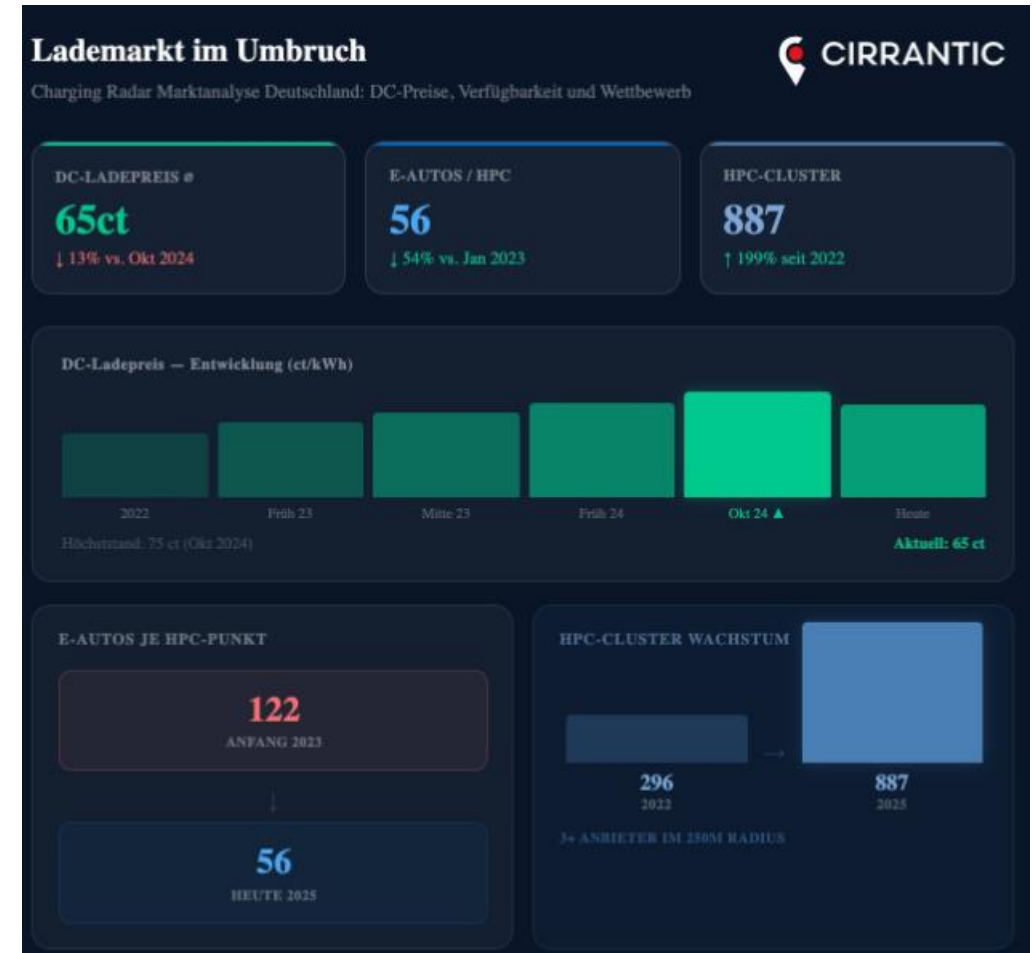 Lademarkt im Umbruch
CIRRANTIC
Charging Radar Marktanalyse Deutschland: DC-Preise, Verfügbarkeit und Wettbewerb
DC-LADEPREIS ⌀
65ct
↓ 13% vs. Okt 2024
E-AUTOS / HPC
56
↓ 54% vs. Jan 2023
HPC-CLUSTER
887
↑ 199% seit 2022
DC-Ladepreis — Entwicklung (ct/kWh)
2022
Früh 23
Mitte 23
Früh 24
Okt 24 ▲
Heute
Höchststand: 75 ct (Okt 2024)
Aktuell: 65 ct
E-AUTOS JE HPC-PUNKT
122
ANFANG 2023
↓
56
HEUTE 2025
HPC-CLUSTER WACHSTUM
→
296
2022
887
2025
3+ ANBIETER IM 250M RADIUS